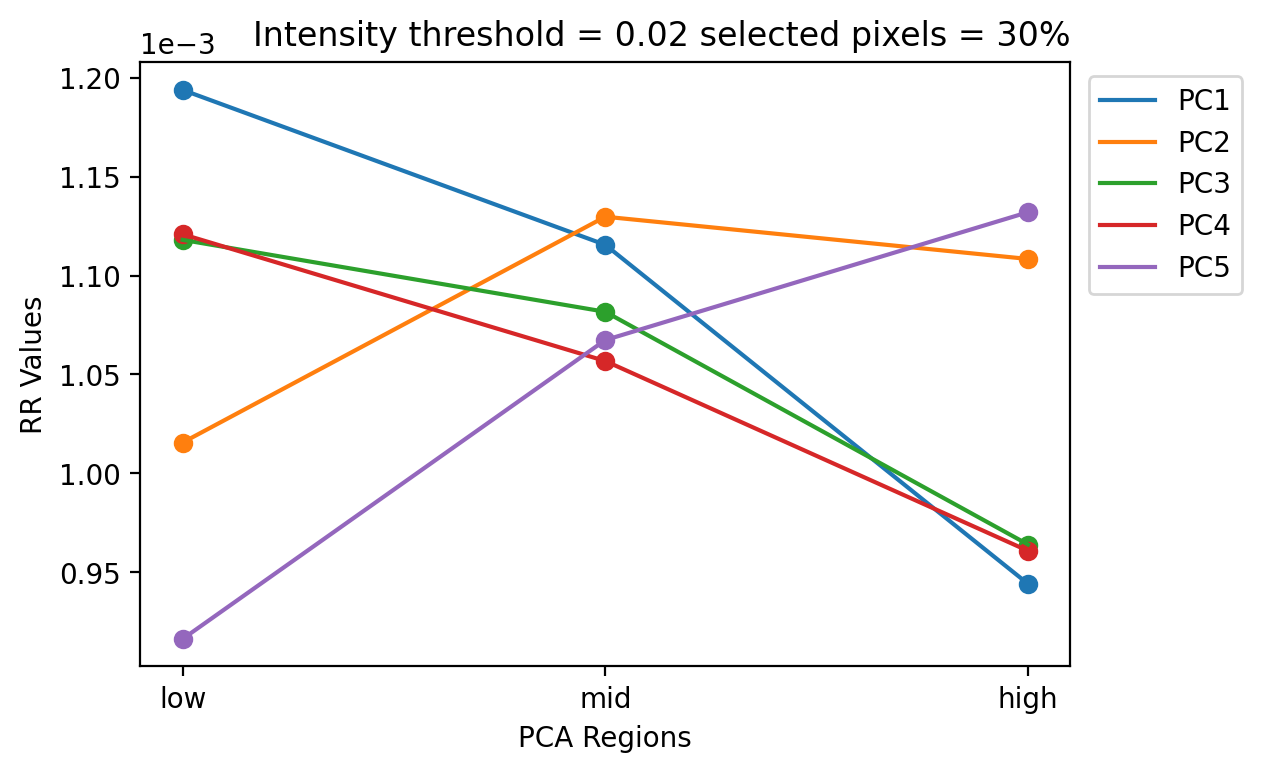 1e−3
Intensity threshold = 0.02 selected pixels = 30%
1.20
1.15
1.10
1.05
1.00
0.95
RR Values
low
mid
high
PCA Regions
PC1
PC2
PC3
PC4
PC5